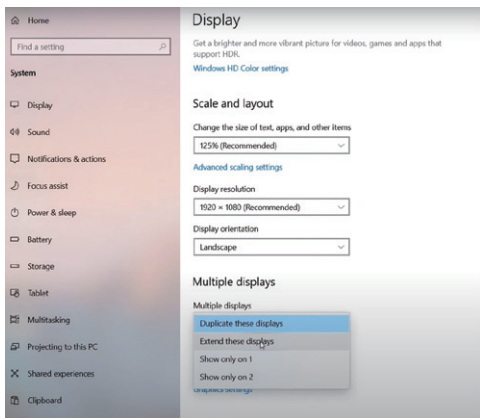 Home
Find a setting
System
Display
Sound
Notifications & actions
Focus assist
Power & sleep
Battery
Storage
Tablet
Multitasking
Projecting to this PC
Shared experiences
Clipboard
Display
Get a brighter and more vibrant picture for videos, games and apps that
support HDR.
Windows HD Color settings
Scale and layout
Change the size of text, apps, and other items
125% (Recommended)
Advanced scaling settings
Display resolution
1920 × 1080 (Recommended)
Display orientation
Landscape
Multiple displays
Multiple displays
Duplicate these displays
Extend these displays
Show only on 1
Show only on 2
Graphics settings